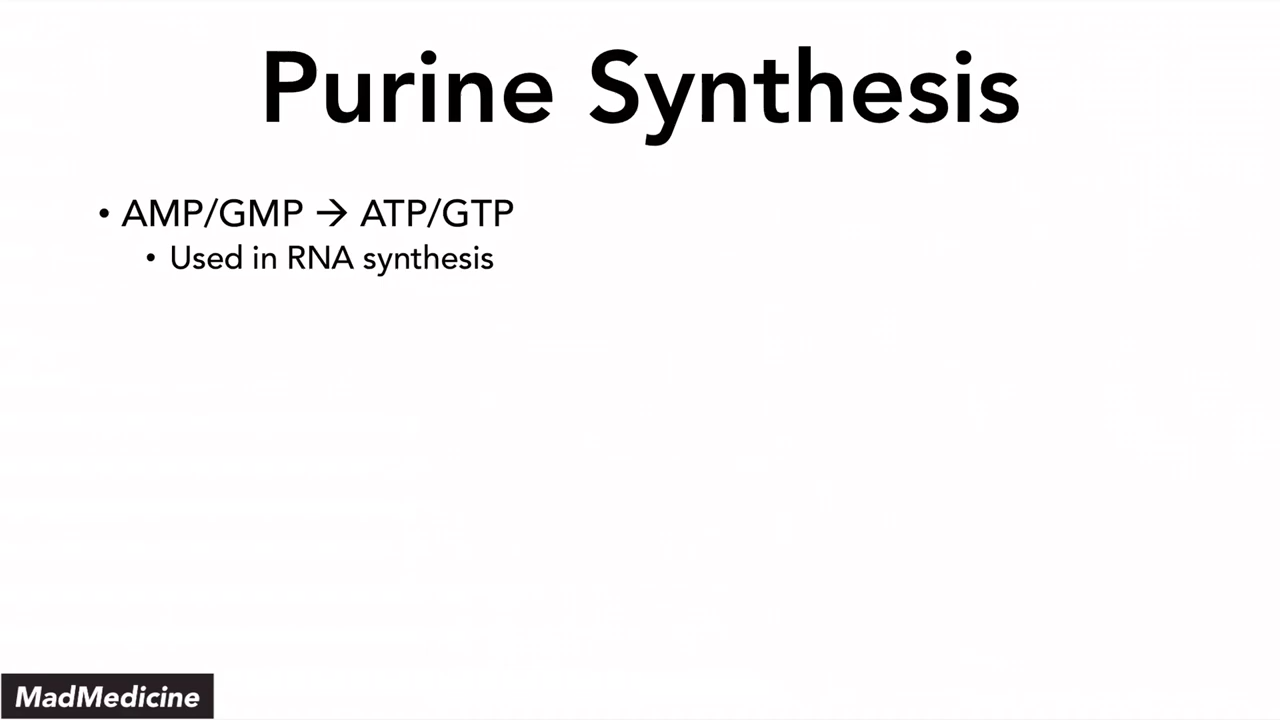 Purine Synthesis
• AMP/GMP → ATP/GTP
• Used in RNA synthesis
MadMedicine